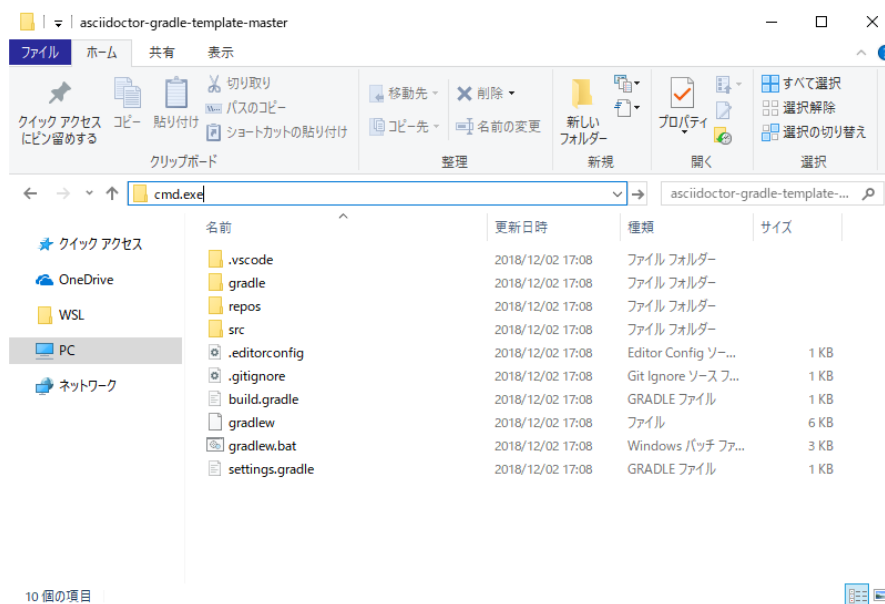 asciidoctor-gradle-template-master
ファイル ホーム 共有 表示
クイック アクセス
にピン留めする
コピー
貼り付け
切り取り
パスのコピー
ショートカットの貼り付け
クリップボード
移動先
コピー先
削除
名前の変更
整理
新しい
フォルダー
新規
プロパティ
開く
すべて選択
選択解除
選択の切り替え
選択
cmd.exe
asciidoctor-gradle-template-...
クイック アクセス
OneDrive
WSL
PC
ネットワーク
名前 更新日時 種類 サイズ
.vscode 2018/12/02 17:08 ファイル フォルダー
gradle 2018/12/02 17:08 ファイル フォルダー
repos 2018/12/02 17:08 ファイル フォルダー
src 2018/12/02 17:08 ファイル フォルダー
.editorconfig 2018/12/02 17:08 Editor Config ソー... 1 KB
.gitignore 2018/12/02 17:08 Git Ignore ソース フ... 1 KB
build.gradle 2018/12/02 17:08 GRADLE ファイル 1 KB
gradlew 2018/12/02 17:08 ファイル 6 KB
gradlew.bat 2018/12/02 17:08 Windows バッチ ファ... 3 KB
settings.gradle 2018/12/02 17:08 GRADLE ファイル 1 KB
10 個の項目